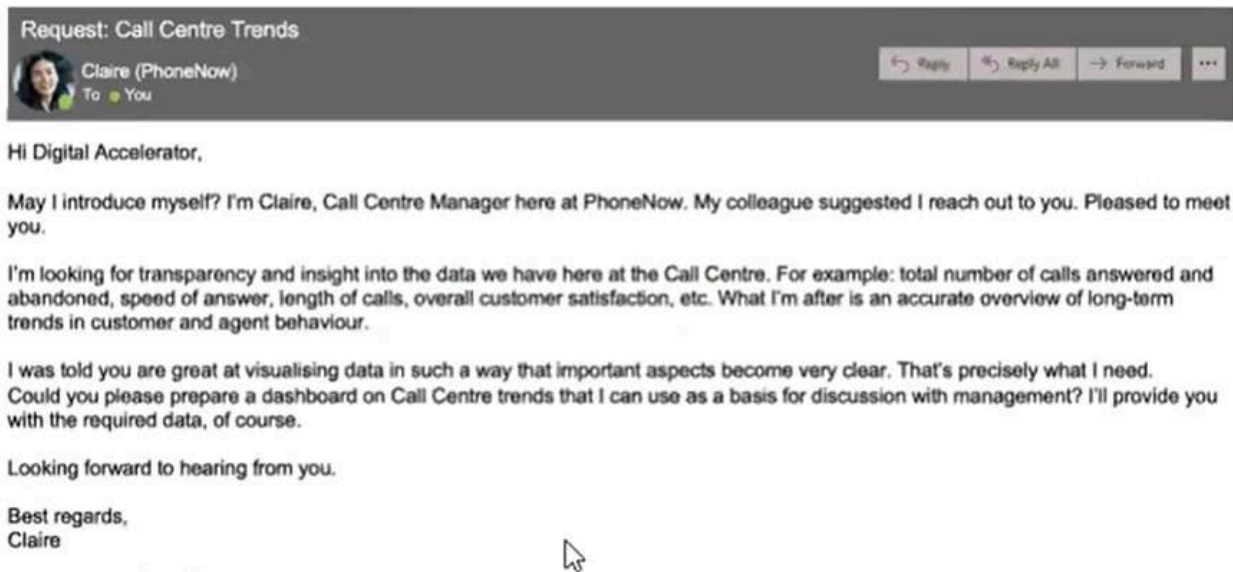 Request: Call Centre Trends
Claire (PhoneNow)
To You
Reply Reply All Forward ...
Hi Digital Accelerator,
May I introduce myself? I'm Claire, Call Centre Manager here at PhoneNow. My colleague suggested I reach out to you. Pleased to meet
you.
I'm looking for transparency and insight into the data we have here at the Call Centre. For example: total number of calls answered and
abandoned, speed of answer, length of calls, overall customer satisfaction, etc. What I'm after is an accurate overview of long-term
trends in customer and agent behaviour.
I was told you are great at visualising data in such a way that important aspects become very clear. That's precisely what I need.
Could you please prepare a dashboard on Call Centre trends that I can use as a basis for discussion with management? I'll provide you
with the required data, of course.
Looking forward to hearing from you.
Best regards,
Claire